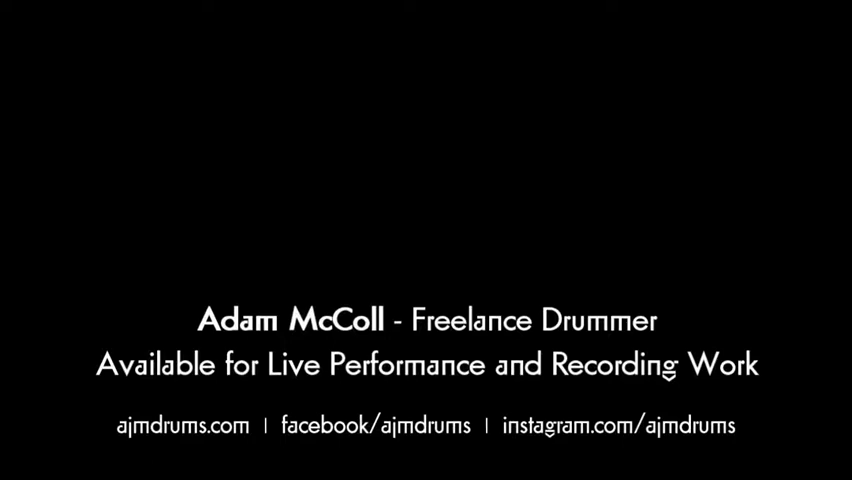 Adam McColl - Freelance Drummer
Available for Live Performance and Recording Work
ajmdrums.com | facebook/ajmdrums | instagram.com/ajmdrums